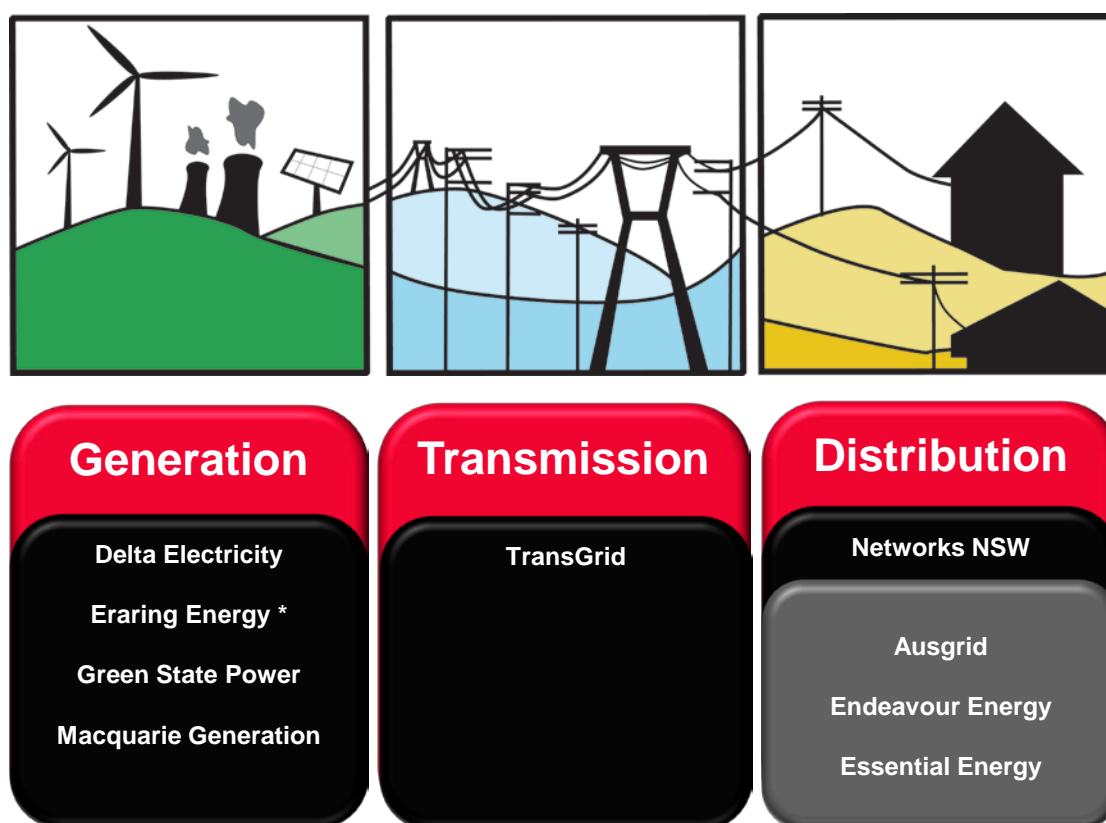 Generation
Delta Electricity
Eraring Energy *
Green State Power
Macquarie Generation
Transmission
TransGrid
Distribution
Networks NSW
Ausgrid
Endeavour Energy
Essential Energy